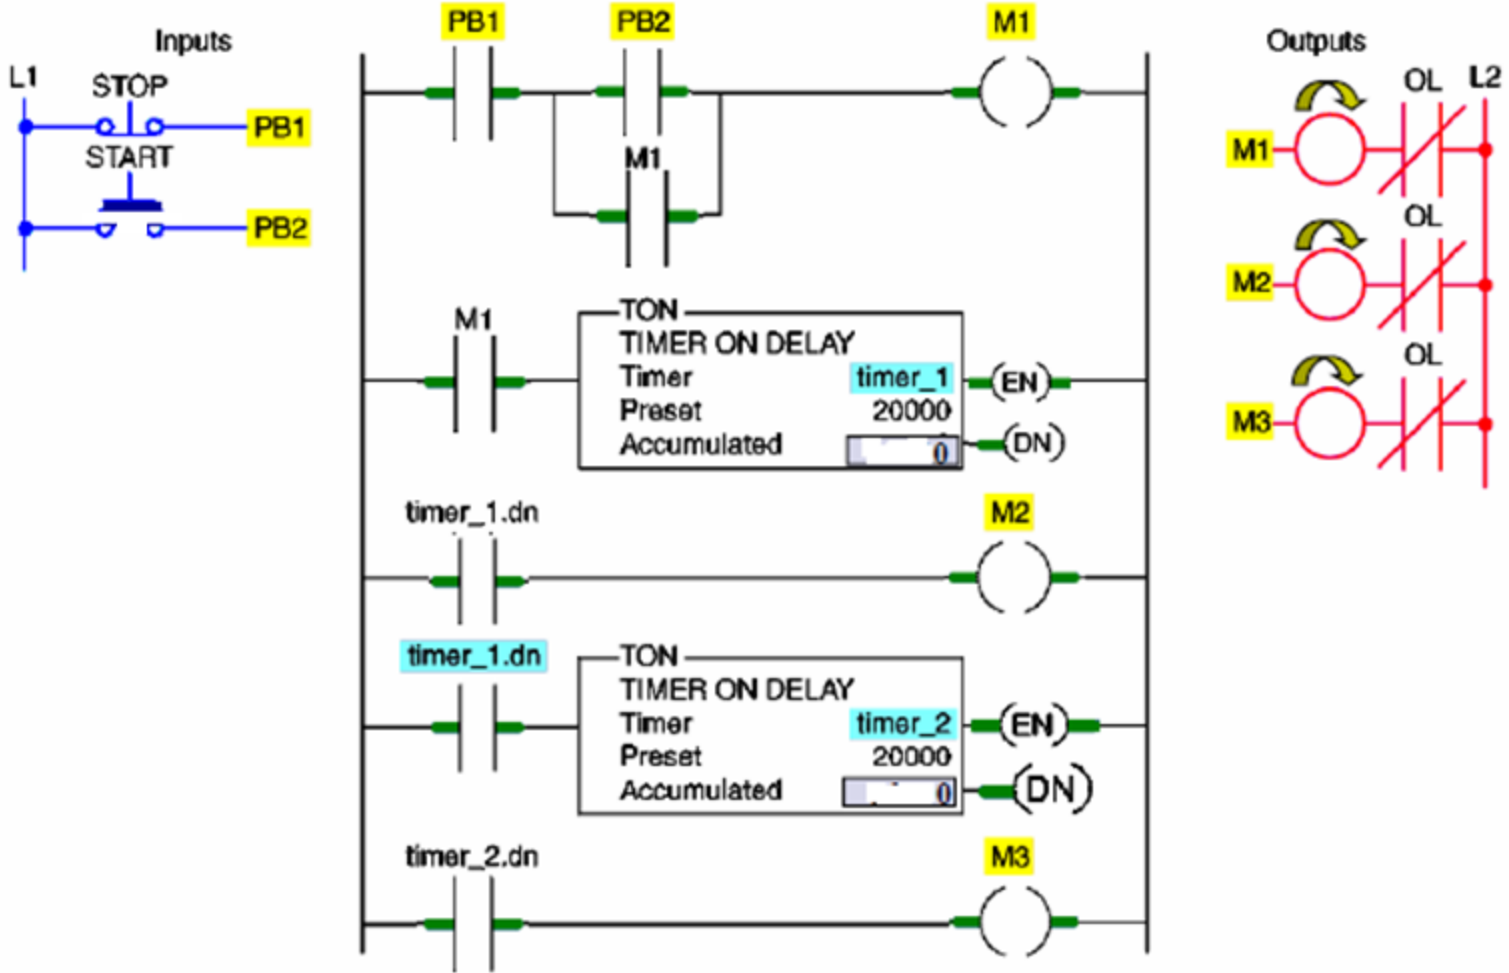 Inputs
L1
STOP
PB1
START
PB2
PB1
PB2
M1
M1
M1
TON
TIMER ON DELAY
Timer timer_1
Preset 20000
Accumulated 0
EN
DN
timer_1.dn
M2
timer_1.dn
TON
TIMER ON DELAY
Timer timer_2
Preset 20000
Accumulated 0
EN
DN
timer_2.dn
M3
Outputs
OL
L2
M1
OL
M2
OL
M3